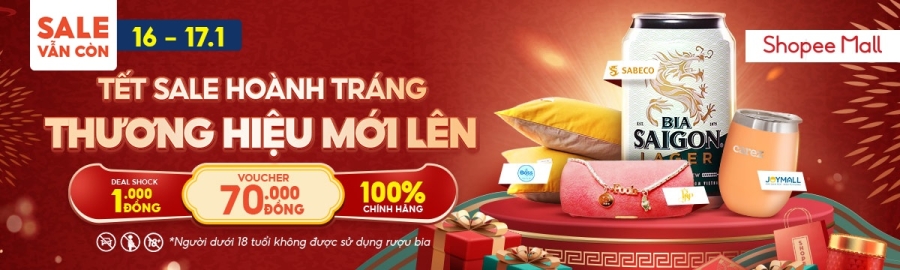 SALE
VẪN CÒN
16 – 17.1
Shopee Mall
TẾT SALE HOÀNH TRÁNG
THƯƠNG HIỆU MỚI LÊN
DEAL SHOCK
1.000
ĐỒNG
VOUCHER
70.000
ĐỒNG
100%
CHÍNH HÃNG
18+
*Người dưới 18 tuổi không được sử dụng rượu bia
SABECO
BIA
SAIGON
LAGER
JOYMALL